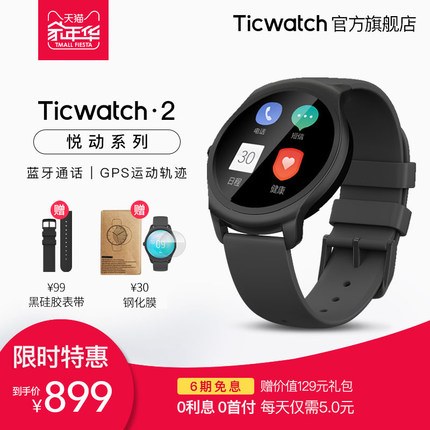 天猫
年华
TMALL FIESTA
Ticwatch 官方旗舰店
Ticwatch·2
悦动系列
蓝牙通话|GPS运动轨迹
电话
短信
30
日程
健康
赠
赠
¥99
黑硅胶表带
¥30
钢化膜
限时特惠
到手价
¥899
6期免息
赠价值129元礼包
0利息 0首付 每天仅需5.0元